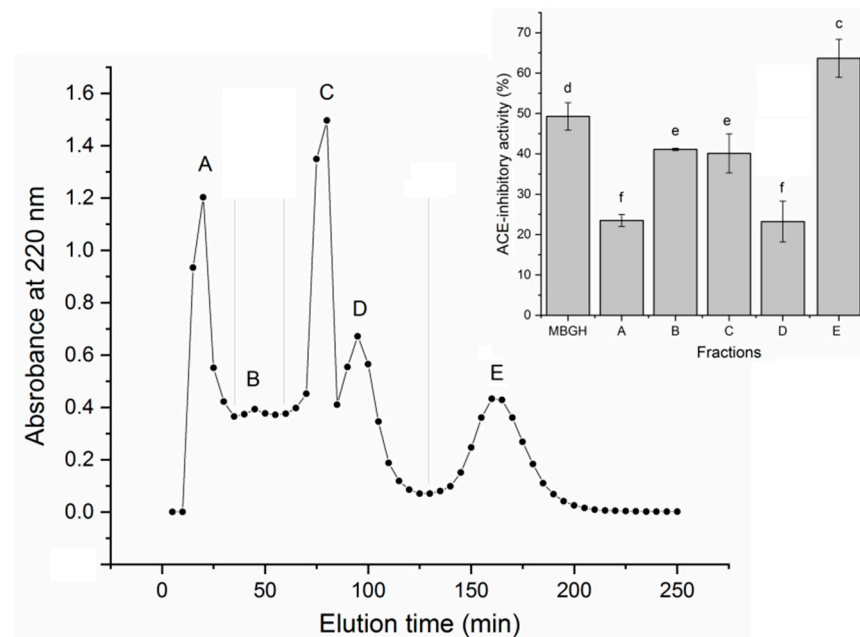 Absrobance at 220 nm
1.6
1.4
1.2
1.0
0.8
0.6
0.4
0.2
0.0
A
B
C
D
E
0 50 100 150 200 250
Elution time (min)
ACE-inhibitory activity (%)
70
60
50
40
30
20
10
0
d
f
e
e
f
c
MBGH A B C D E
Fractions